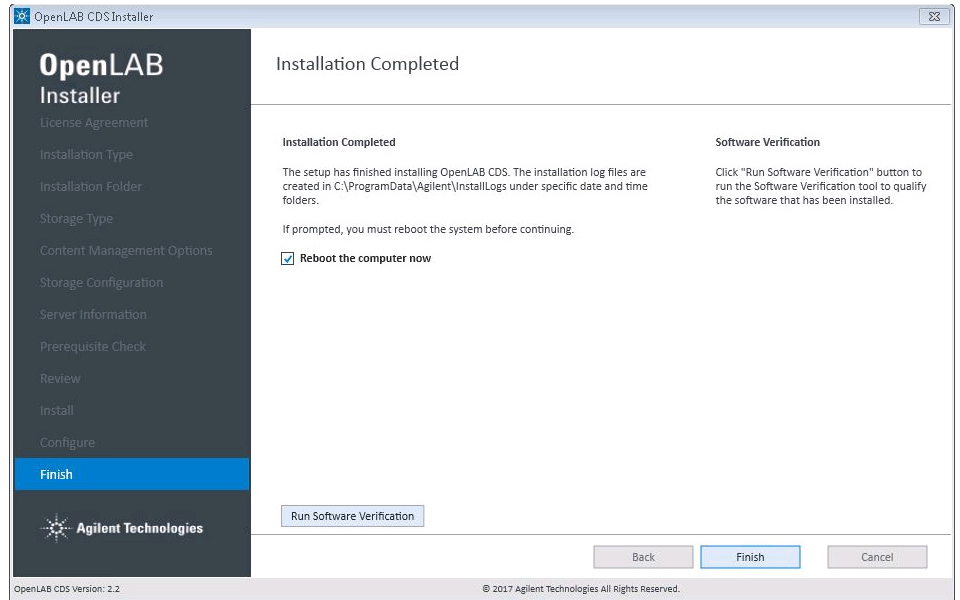 OpenLAB CDS Installer
OpenLAB
Installer
License Agreement
Installation Type
Installation Folder
Storage Type
Content Management Options
Storage Configuration
Server Information
Prerequisite Check
Review
Install
Configure
Finish
Agilent Technologies
Installation Completed
Installation Completed
The setup has finished installing OpenLAB CDS. The installation log files are
created in C:\ProgramData\Agilent\InstallLogs under specific date and time
folders.
If prompted, you must reboot the system before continuing.
Reboot the computer now
Software Verification
Click "Run Software Verification" button to
run the Software Verification tool to qualify
the software that has been installed.
Run Software Verification
Back
Finish
Cancel
OpenLAB CDS Version: 2.2
© 2017 Agilent Technologies All Rights Reserved.